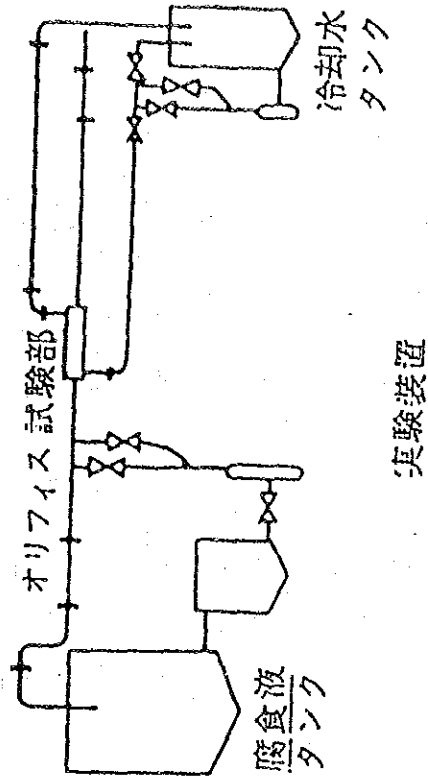 オリフィス 試験部
冷却水
タンク
腐食液
タンク
実験装置